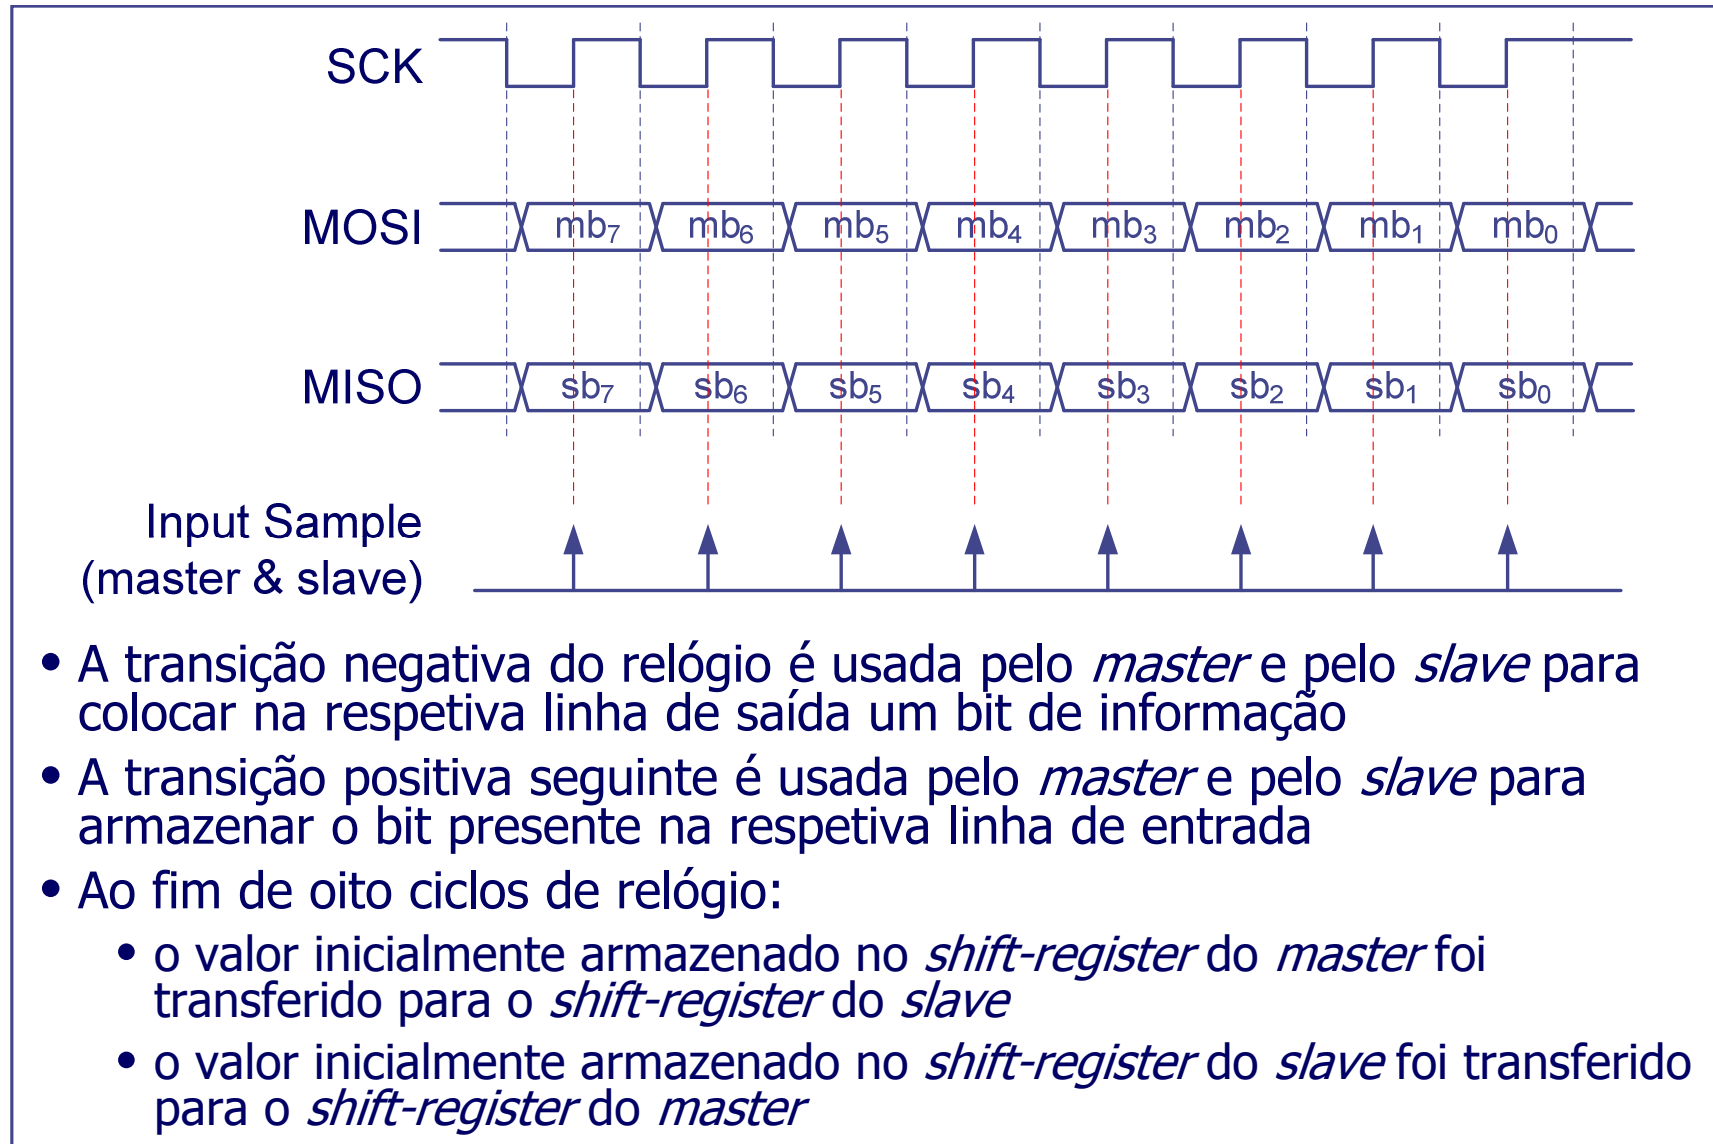 SCK
MOSI mb7 mb6 mb5 mb4 mb3 mb2 mb1 mb0
MISO sb7 sb6 sb5 sb4 sb3 sb2 sb1 sb0
Input Sample
(master & slave)
• A transição negativa do relógio é usada pelo master e pelo slave para
colocar na respetiva linha de saída um bit de informação
• A transição positiva seguinte é usada pelo master e pelo slave para
armazenar o bit presente na respetiva linha de entrada
• Ao fim de oito ciclos de relógio:
• o valor inicialmente armazenado no shift-register do master foi
transferido para o shift-register do slave
• o valor inicialmente armazenado no shift-register do slave foi transferido
para o shift-register do master